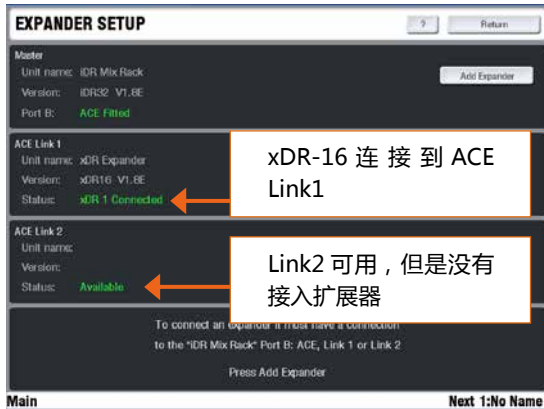 EXPANDER SETUP
? Return
Master
Unit name: iDR Mix Rack
Version: iDR32 V1.8E
Port B: ACE Fitted
Add Expander
ACE Link 1
Unit name: xDR Expander
Version: xDR16 V1.8E
Status: xDR 1 Connected
xDR-16 连 接 到 ACE
Link1
ACE Link 2
Unit name:
Version:
Status: Available
Link2 可用，但是没有
接入扩展器
To connect an expander it must have a connection
to the "iDR Mix Rack" Port B: ACE, Link 1 or Link 2
Press Add Expander
Main Next 1:No Name